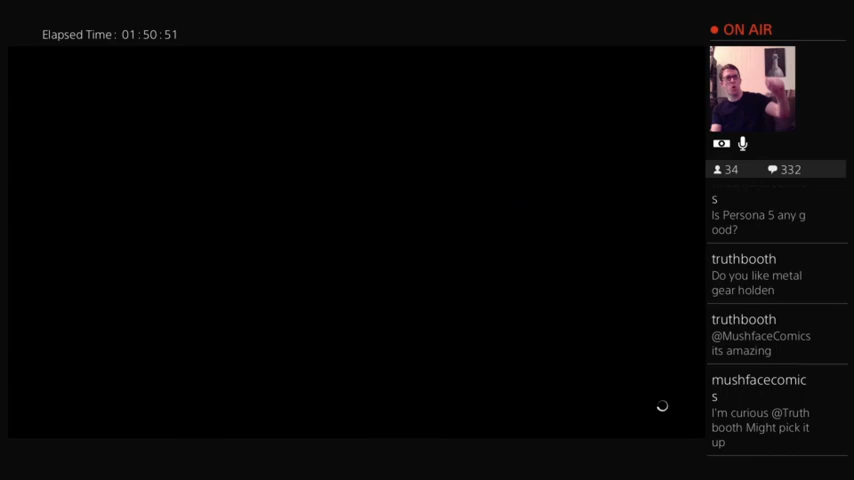 Elapsed Time: 01:50:51
ON AIR
34 332
s
Is Persona 5 any g
ood?
truthbooth
Do you like metal
gear holden
truthbooth
@MushfaceComics
its amazing
mushfacecomic
s
I'm curious @Truth
booth Might pick it
up